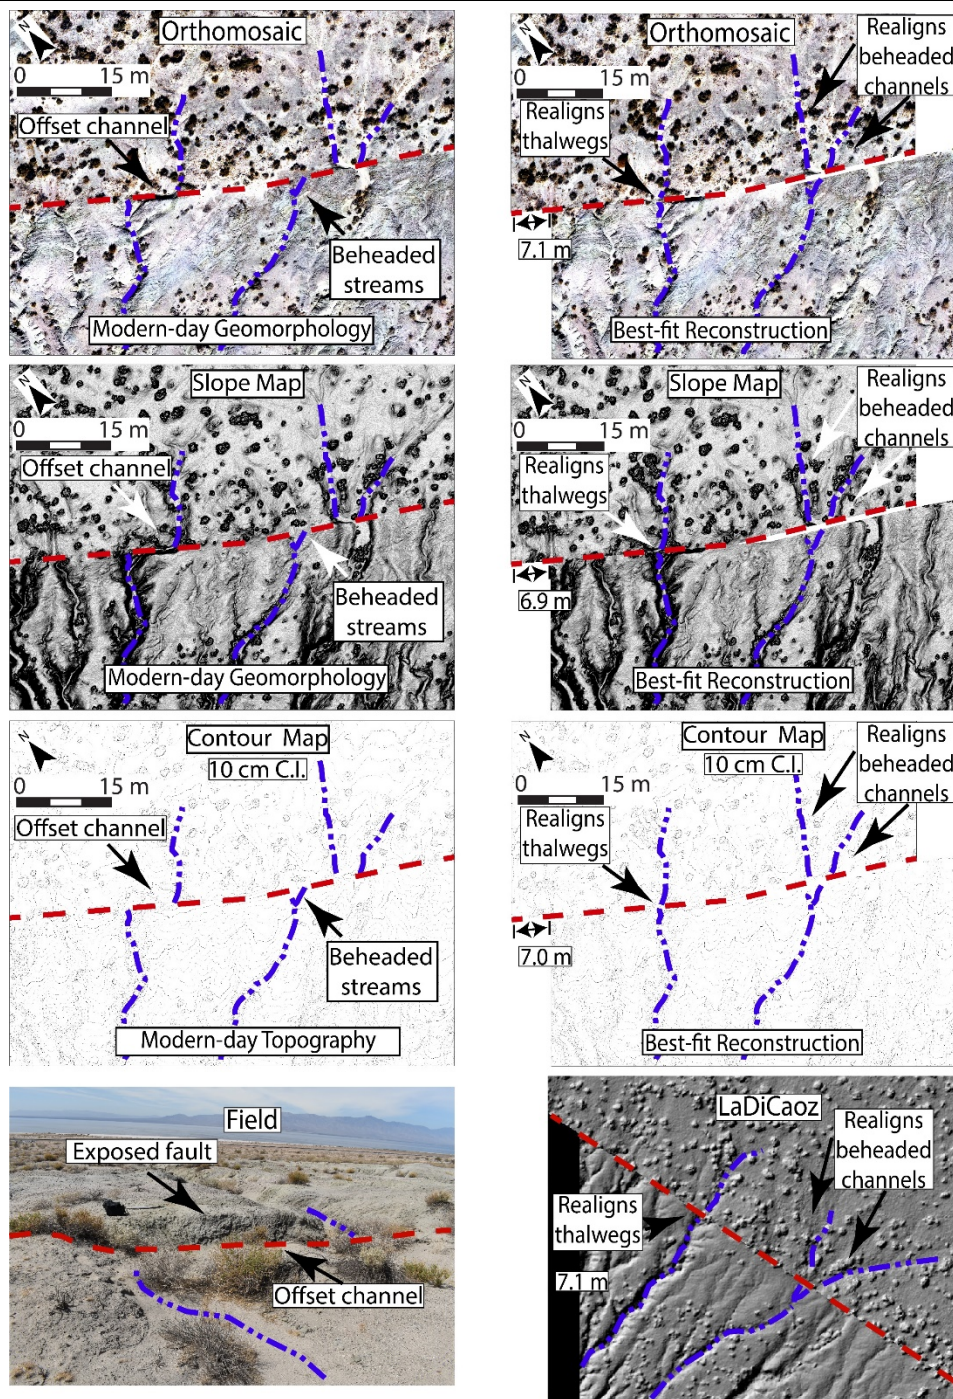 N
Orthomosaic
0 15 m
Offset channel
Beheaded
streams
Modern-day Geomorphology
N
Orthomosaic
0 15 m
Realigns
beheaded
channels
Realigns
thalwegs
7.1 m
Best-fit Reconstruction
N
Slope Map
0 15 m
Offset channel
Beheaded
streams
Modern-day Geomorphology
N
Slope Map
0 15 m
Realigns
beheaded
channels
Realigns
thalwegs
6.9 m
Best-fit Reconstruction
N
Contour Map
10 cm C.I.
0 15 m
Offset channel
Beheaded
streams
Modern-day Topography
N
Contour Map
10 cm C.I.
0 15 m
Realigns
beheaded
channels
Realigns
thalwegs
7.0 m
Best-fit Reconstruction
Field
Exposed fault
Offset channel
LaDiCaoz
Realigns
beheaded
channels
Realigns
thalwegs
7.1 m